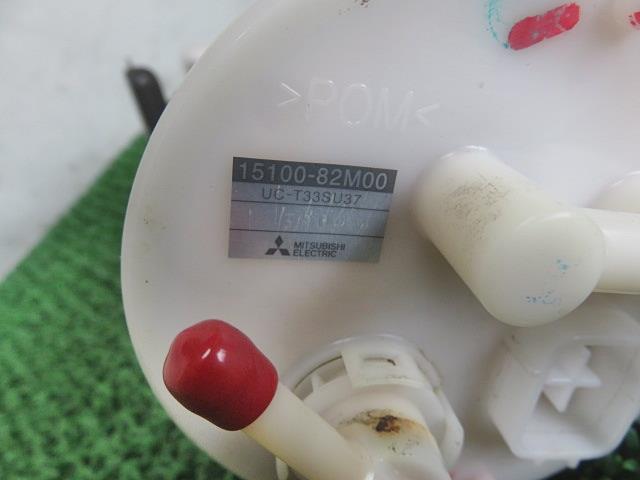 >POM<
15100-82M00
UC-T33SU37
MITSUBISHI
ELECTRIC